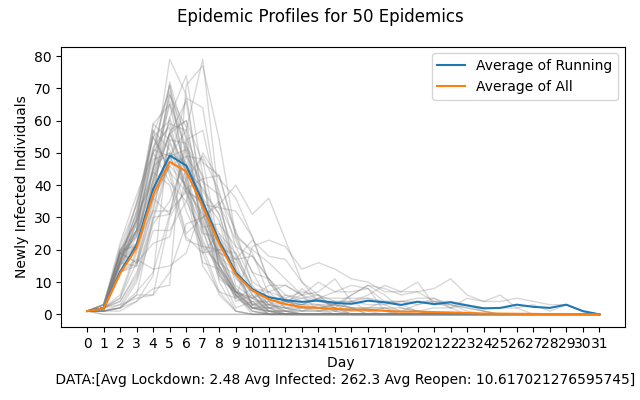 Epidemic Profiles for 50 Epidemics
Average of Running
Average of All
Newly Infected Individuals
80
70
60
50
40
30
20
10
0
0 1 2 3 4 5 6 7 8 9 10 11 12 13 14 15 16 17 18 19 20 21 22 23 24 25 26 27 28 29 30 31
Day
DATA:[Avg Lockdown: 2.48 Avg Infected: 262.3 Avg Reopen: 10.617021276595745]